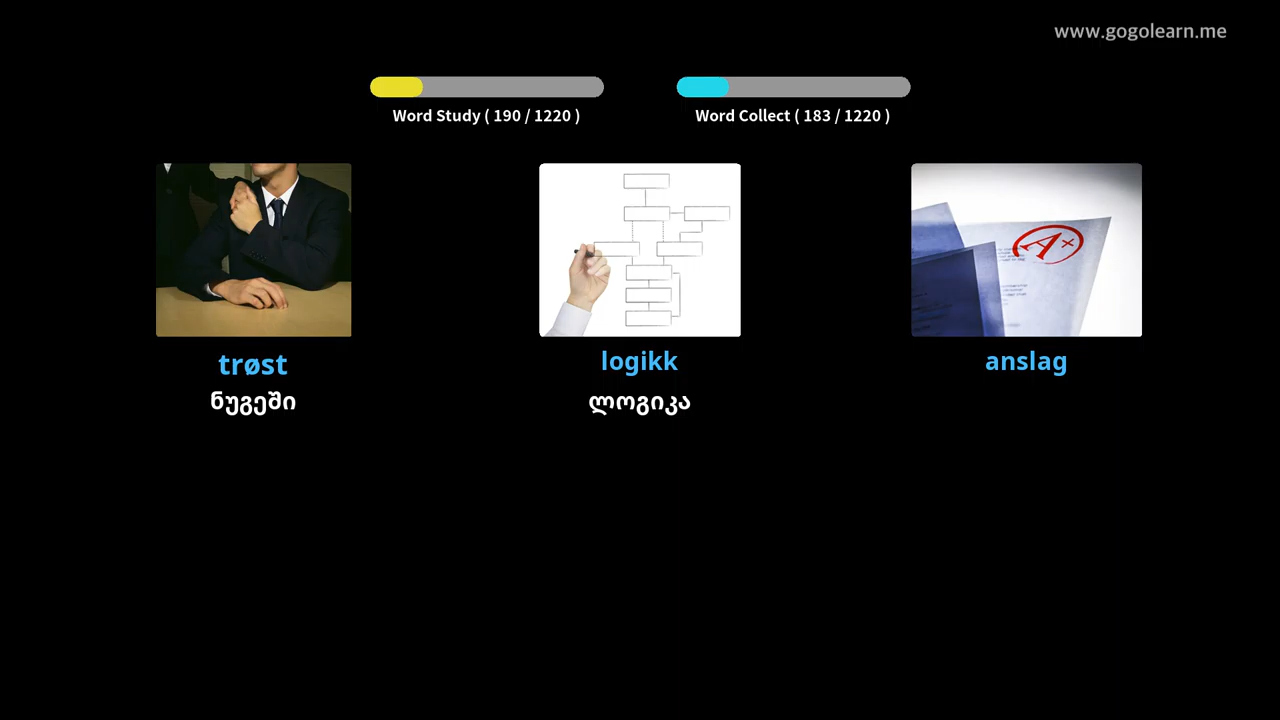 www.gogolearn.me
Word Study ( 190 / 1220 )
Word Collect ( 183 / 1220 )
A+
trøst
logikk
anslag
ნუგეში
ლოგიკა